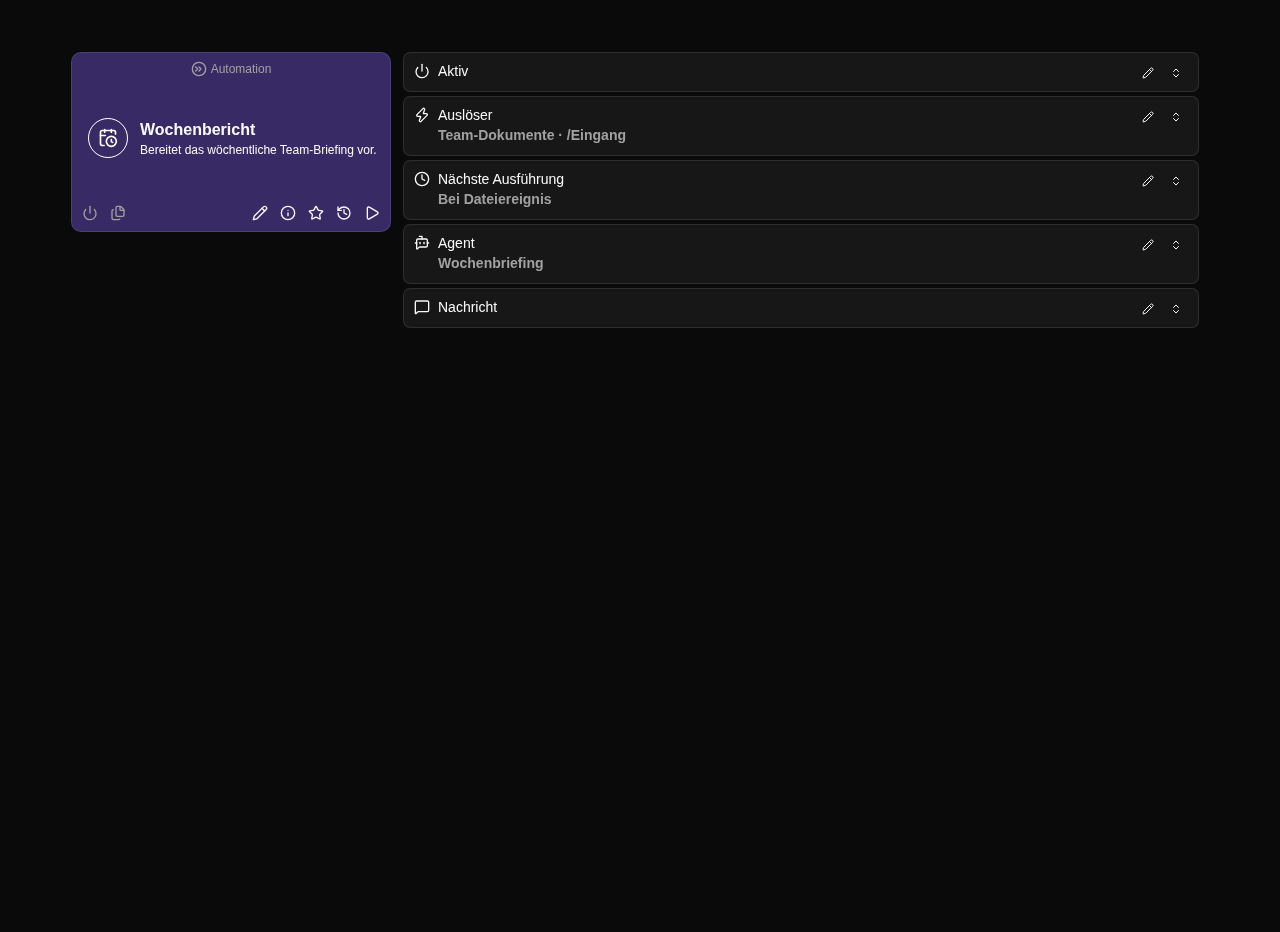 Automation
Wochenbericht
Bereitet das wöchentliche Team-Briefing vor.
Aktiv
Auslöser
Team-Dokumente · /Eingang
Nächste Ausführung
Bei Dateiereignis
Agent
Wochenbriefing
Nachricht